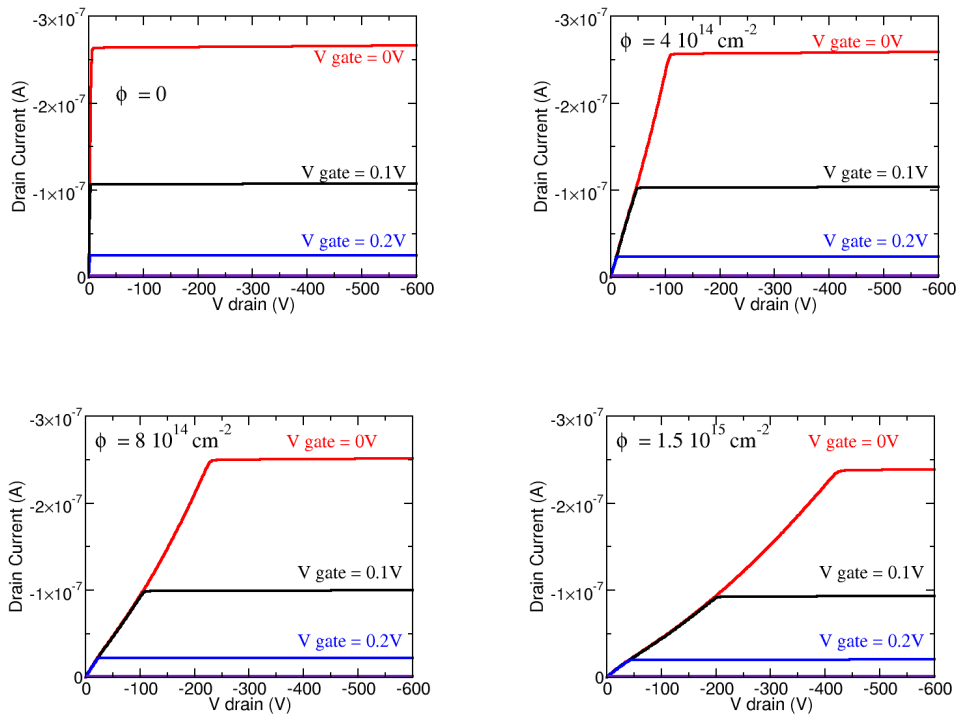 -3×10⁻⁷
V gate = 0V
-2×10⁻⁷
ϕ = 0
Drain Current (A)
V gate = 0.1V
-1×10⁻⁷
V gate = 0.2V
0
0 -100 -200 -300 -400 -500 -600
V drain (V)
-3×10⁻⁷
ϕ = 4 10¹⁴ cm⁻²
V gate = 0V
-2×10⁻⁷
Drain Current (A)
V gate = 0.1V
-1×10⁻⁷
V gate = 0.2V
0
0 -100 -200 -300 -400 -500 -600
V drain (V)
-3×10⁻⁷
ϕ = 8 10¹⁴ cm⁻²
V gate = 0V
-2×10⁻⁷
Drain Current (A)
V gate = 0.1V
-1×10⁻⁷
V gate = 0.2V
0
0 -100 -200 -300 -400 -500 -600
V drain (V)
-3×10⁻⁷
ϕ = 1.5 10¹⁵ cm⁻²
V gate = 0V
-2×10⁻⁷
Drain Current (A)
V gate = 0.1V
-1×10⁻⁷
V gate = 0.2V
0
0 -100 -200 -300 -400 -500 -600
V drain (V)